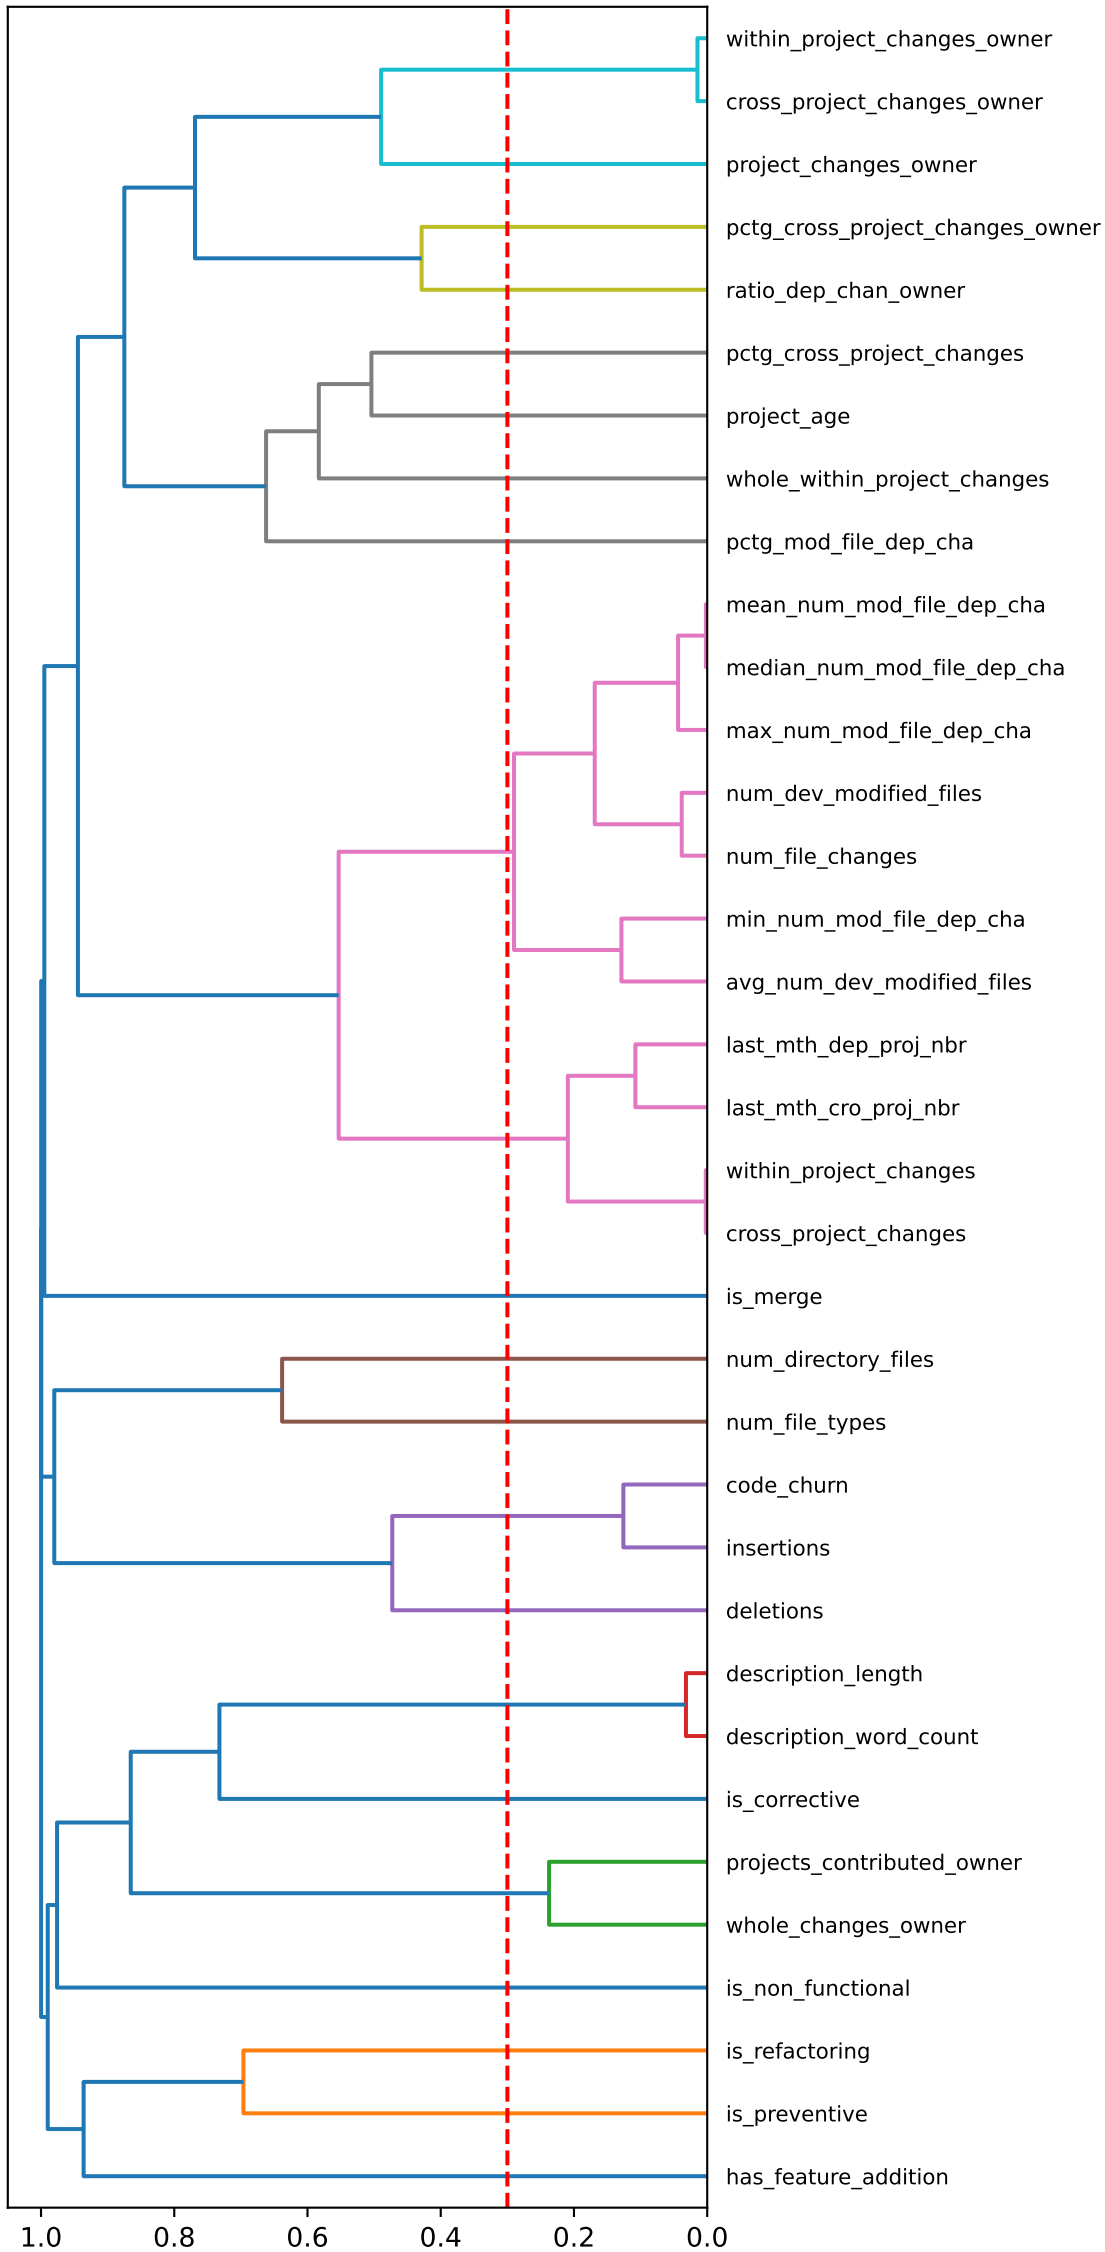 within_project_changes_owner
cross_project_changes_owner
project_changes_owner
pctg_cross_project_changes_owner
ratio_dep_chan_owner
pctg_cross_project_changes
project_age
whole_within_project_changes
pctg_mod_file_dep_cha
mean_num_mod_file_dep_cha
median_num_mod_file_dep_cha
max_num_mod_file_dep_cha
num_dev_modified_files
num_file_changes
min_num_mod_file_dep_cha
avg_num_dev_modified_files
last_mth_dep_proj_nbr
last_mth_cro_proj_nbr
within_project_changes
cross_project_changes
is_merge
num_directory_files
num_file_types
code_churn
insertions
deletions
description_length
description_word_count
is_corrective
projects_contributed_owner
whole_changes_owner
is_non_functional
is_refactoring
is_preventive
has_feature_addition
1.0 0.8 0.6 0.4 0.2 0.0